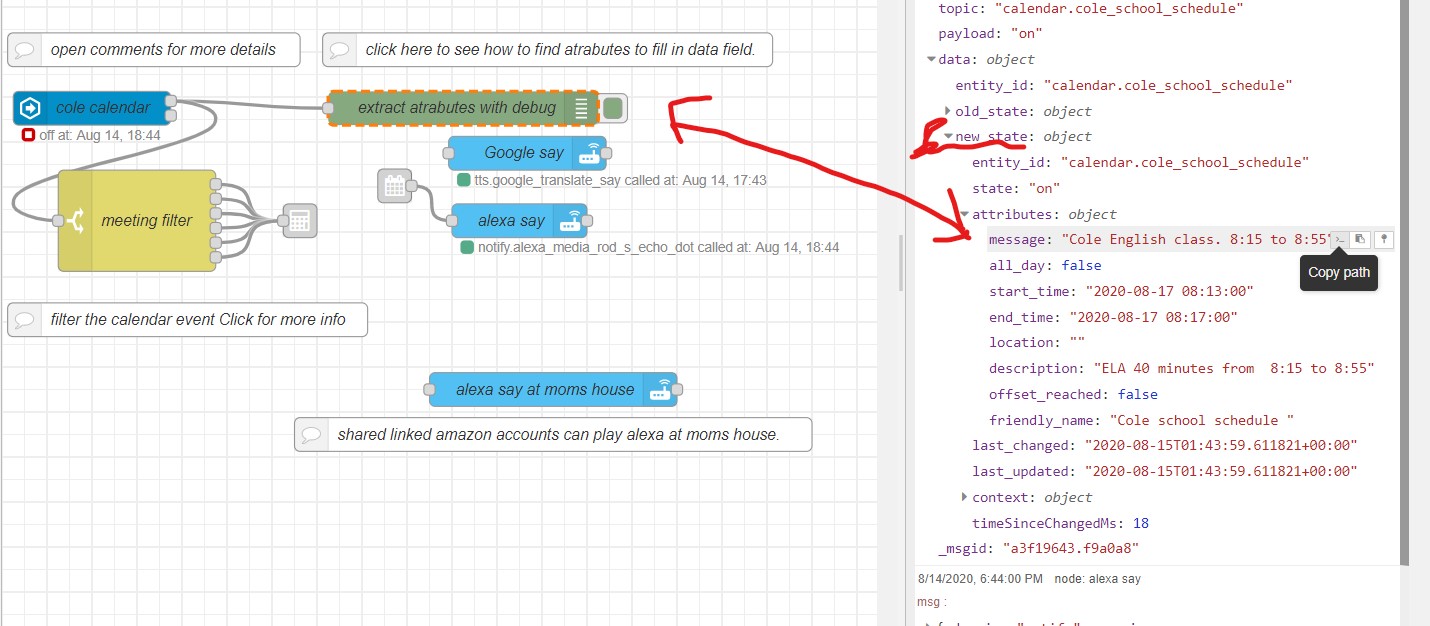 open comments for more details
click here to see how to find atrabutes to fill in data field.
cole calendar
extract atrabutes with debug
off at: Aug 14, 18:44
Google say
tts.google_translate_say called at: Aug 14, 17:43
meeting filter
alexa say
notify.alexa_media_rod_s_echo_dot called at: Aug 14, 18:44
filter the calendar event Click for more info
alexa say at moms house
shared linked amazon accounts can play alexa at moms house.
topic: "calendar.cole_school_schedule"
payload: "on"
data: object
entity_id: "calendar.cole_school_schedule"
old_state: object
new_state: object
entity_id: "calendar.cole_school_schedule"
state: "on"
attributes: object
message: "Cole English class. 8:15 to 8:55"
Copy path
all_day: false
start_time: "2020-08-17 08:13:00"
end_time: "2020-08-17 08:17:00"
location: ""
description: "ELA 40 minutes from  8:15 to 8:55"
offset_reached: false
friendly_name: "Cole school schedule "
last_changed: "2020-08-15T01:43:59.611821+00:00"
last_updated: "2020-08-15T01:43:59.611821+00:00"
context: object
timeSinceChangedMs: 18
_msgid: "a3f19643.f9a0a8"
8/14/2020, 6:44:00 PM node: alexa say
msg :